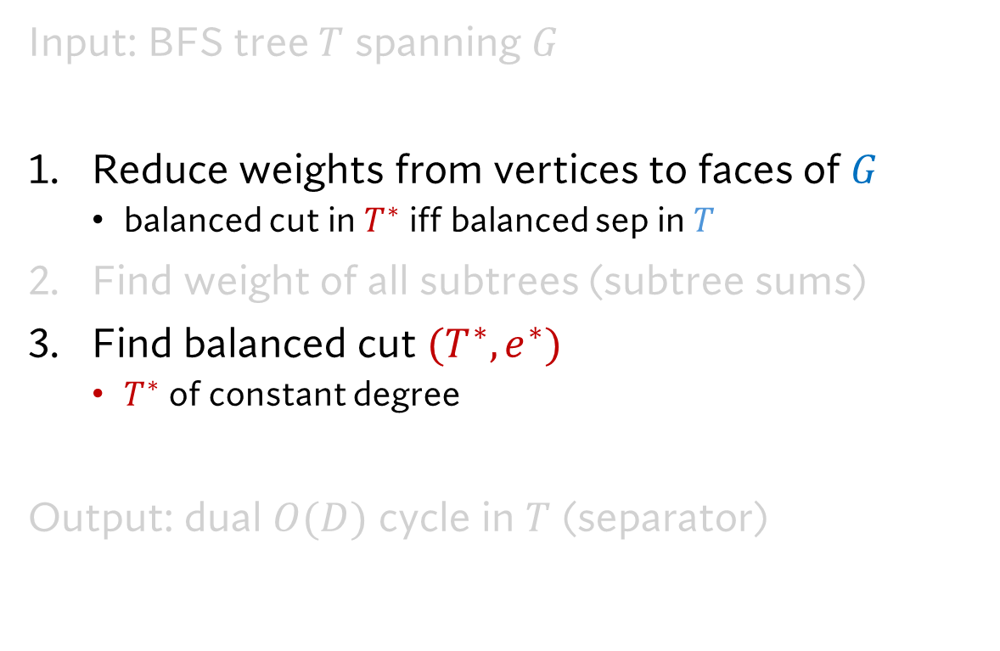 Input: BFS tree T spanning G
1. Reduce weights from vertices to faces of G
• balanced cut in T* iff balanced sep in T
2. Find weight of all subtrees (subtree sums)
3. Find balanced cut (T*, e*)
• T* of constant degree
Output: dual O(D) cycle in T (separator)